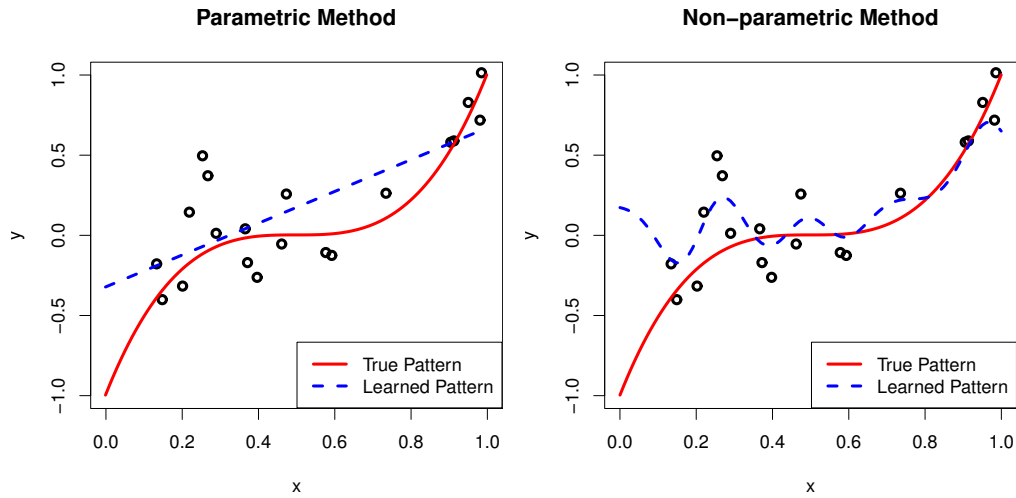 Parametric Method
y
1.0
0.5
0.0
−0.5
−1.0
True Pattern
Learned Pattern
0.0 0.2 0.4 0.6 0.8 1.0
x
Non−parametric Method
y
1.0
0.5
0.0
−0.5
−1.0
True Pattern
Learned Pattern
0.0 0.2 0.4 0.6 0.8 1.0
x